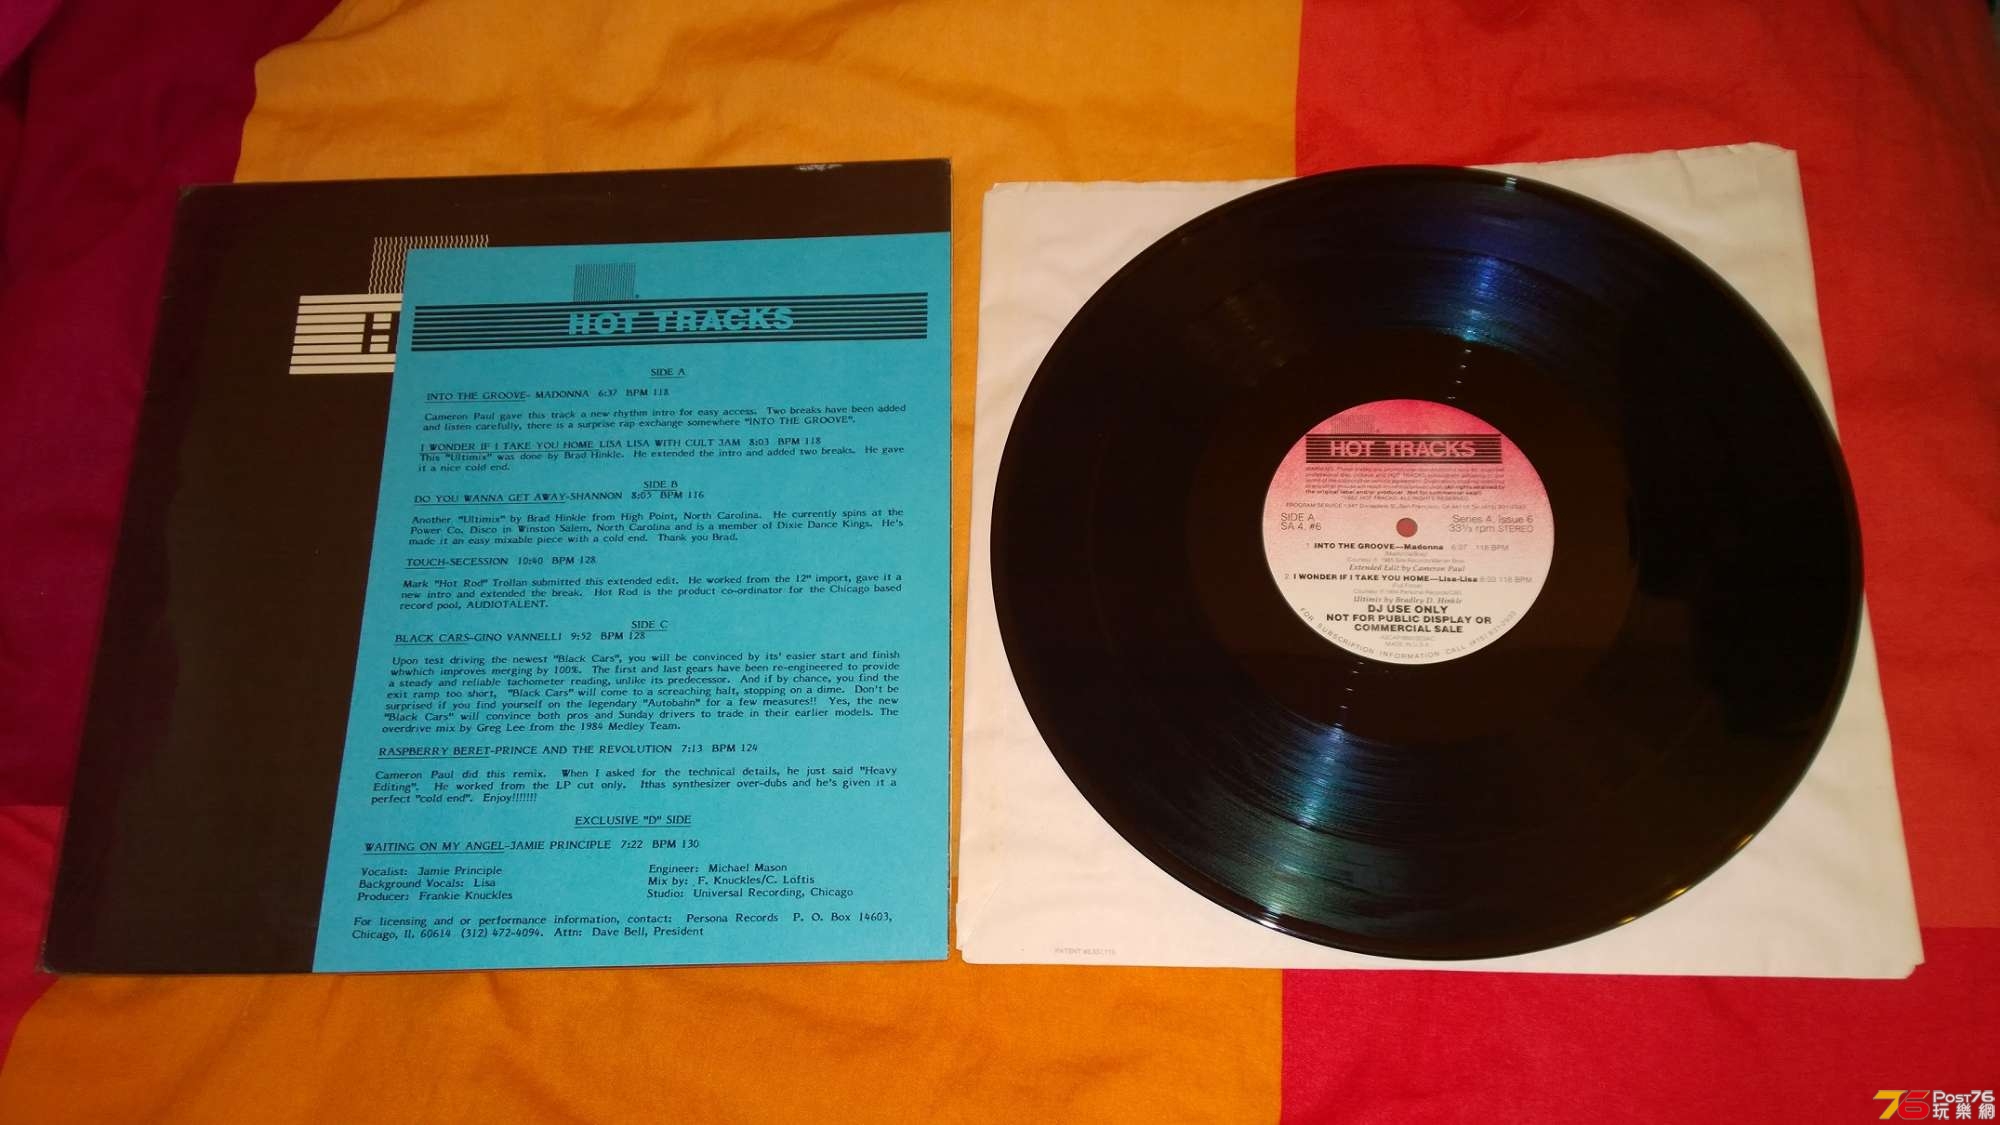 HOT TRACKS
SIDE A
INTO THE GROOVE- MADONNA 6:37 BPM 118
Cameron Paul gave this track a new rhythm intro for easy access. Two breaks have been added
and listen carefully, there is a surprise rap exchange somewhere "INTO THE GROOVE".
I WONDER IF I TAKE YOU HOME LISA LISA WITH CULT JAM 8:03 BPM 118
This "Ultimix" was done by Brad Hinkle. He extended the intro and added two breaks. He gave
it a nice cold end.
SIDE B
DO YOU WANNA GET AWAY-SHANNON 8:05 BPM 116
Another "Ultimix" by Brad Hinkle from High Point, North Carolina. He currently spins at the
Power Co. Disco in Winston Salem, North Carolina and is a member of Dixie Dance Kings. He's
made it an easy mixable piece with a cold end. Thank you Brad.
TOUCH-SECESSION 10:40 BPM 128
Mark "Hot Rod" Trollan submitted this extended edit. He worked from the 12" import, gave it a
new intro and extended the break. Hot Rod is the product co-ordinator for the Chicago based
record pool, AUDIOTALENT.
SIDE C
BLACK CARS-GINO VANNELLI 9:52 BPM 128
Upon test driving the newest "Black Cars", you will be convinced by its' easier start and finish
whwhich improves merging by 100%. The first and last gears have been re-engineered to provide
a steady and reliable tachometer reading, unlike its predecessor. And if by chance, you find the
exit ramp too short, "Black Cars" will come to a screaching halt, stopping on a dime. Don't be
surprised if you find yourself on the legendary "Autobahn" for a few measures!! Yes, the new
"Black Cars" will convince both pros and Sunday drivers to trade in their earlier models. The
overdrive mix by Greg Lee from the 1984 Medley Team.
RASPBERRY BERET-PRINCE AND THE REVOLUTION 7:13 BPM 124
Cameron Paul did this remix. When I asked for the technical details, he just said "Heavy
Editing". He worked from the LP cut only. Ithas synthesizer over-dubs and he's given it a
perfect "cold end". Enjoy!!!!!!!
EXCLUSIVE "D" SIDE
WAITING ON MY ANGEL-JAMIE PRINCIPLE 7:22 BPM 130
Vocalist: Jamie Principle
Background Vocals: Lisa
Producer: Frankie Knuckles
Engineer: Michael Mason
Mix by: F. Knuckles/C. Loftis
Studio: Universal Recording, Chicago
For licensing and or performance information, contact: Persona Records P. O. Box 14603,
Chicago, Il. 60614 (312) 472-4094. Attn: Dave Bell, President
HOT TRACKS
SIDE A
SA 4, #6
Series 4, Issue 6
33⅓ rpm STEREO
1. INTO THE GROOVE—Madonna 6:37 118 BPM
Extended Edit by Cameron Paul
2. I WONDER IF I TAKE YOU HOME—Lisa-Lisa 118 BPM
Ultimix by Bradley D. Hinkle
DJ USE ONLY
NOT FOR PUBLIC DISPLAY OR
COMMERCIAL SALE
MADE IN U.S.A.
FOR SUBSCRIPTION INFORMATION CALL
76 Post76
玩樂網